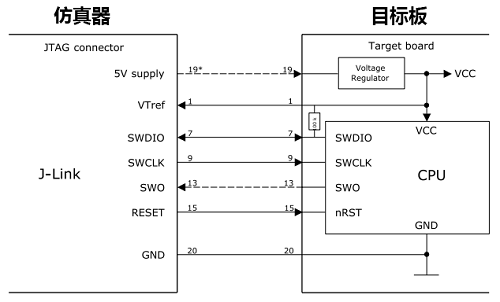 仿真器
目标板
JTAG connector
Target board
5V supply
19*
19
Voltage
Regulator
VCC
VTref
1
1
VCC
SWDIO
7
7
SWDIO
SWCLK
9
9
SWCLK
J-Link
CPU
SWO
13
13
SWO
RESET
15
15
nRST
GND
GND
20
20